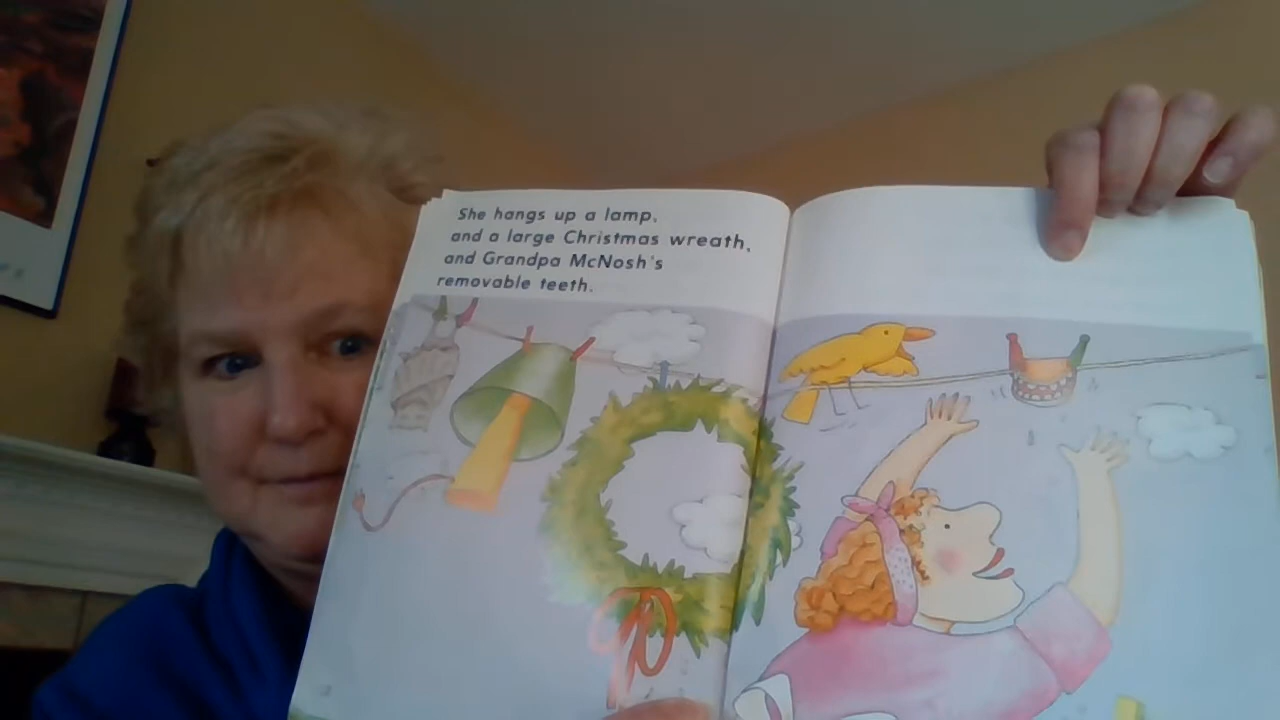 She hangs up a lamp,
and a large Christmas wreath,
and Grandpa McNosh's
removable teeth.